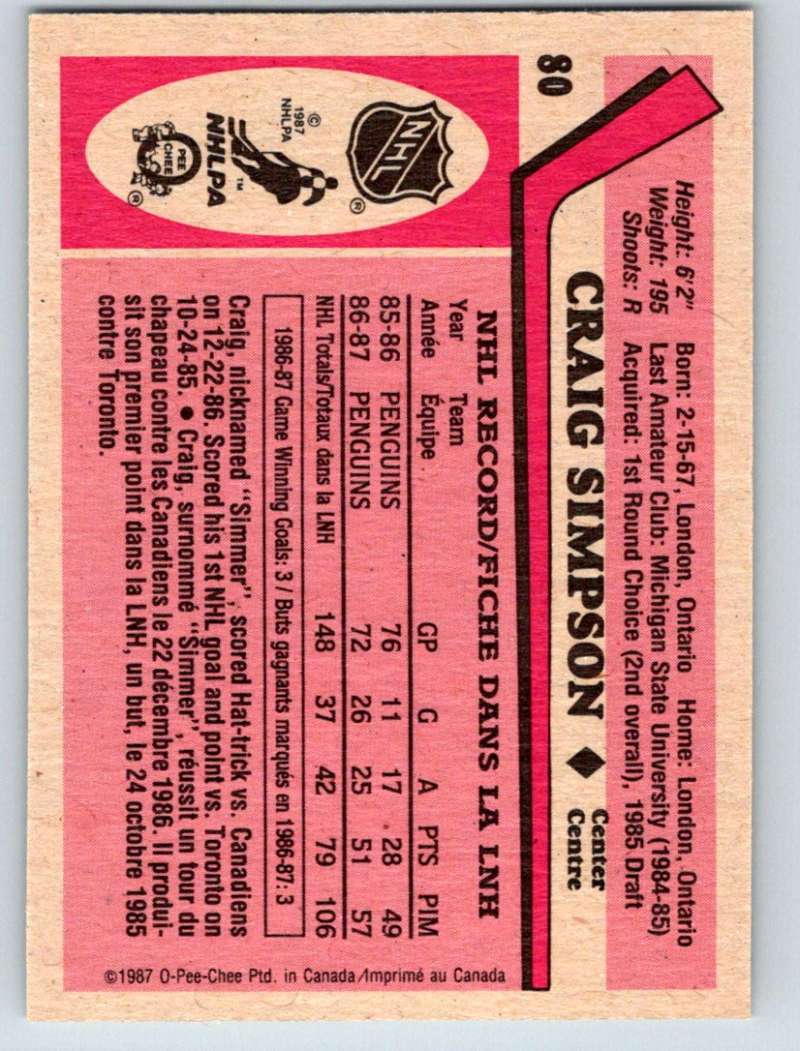 80
Height: 6'2" Born: 2-15-67, London, Ontario Home: London, Ontario
Weight: 195 Last Amateur Club: Michigan State University (1984-85)
Shoots: R Acquired: 1st Round Choice (2nd overall), 1985 Draft
CRAIG SIMPSON ◆ Center
Centre
NHL
®
© 1987 NHLPA
NHLPA™
O PEE CHEE
®
NHL RECORD/FICHE DANS LA LNH
Year Team
Année Équipe GP G A PTS PIM
85-86 PENGUINS 76 11 17 28 49
86-87 PENGUINS 72 26 25 51 57
NHL Totals/Totaux dans la LNH 148 37 42 79 106
1986-87 Game Winning Goals: 3 / Buts gagnants marqués en 1986-87: 3
Craig, nicknamed "Simmer", scored Hat-trick vs. Canadiens
on 12-22-86. Scored his 1st NHL goal and point vs. Toronto on
10-24-85. ● Craig, surnommé "Simmer", réussit un tour du
chapeau contre les Canadiens le 22 décembre 1986. Il produi-
sit son premier point dans la LNH, un but, le 24 octobre 1985
contre Toronto.
©1987 O-Pee-Chee Ptd. in Canada/Imprimé au Canada